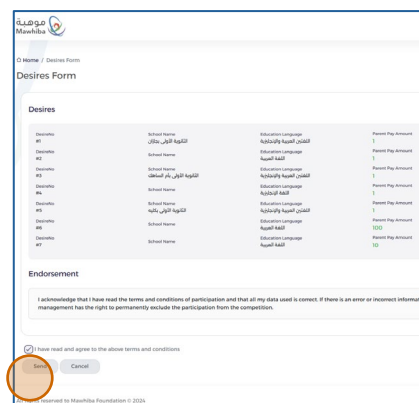 موهبة
Mawhiba
Home / Desires Form
Desires Form
Desires
DesireNo School Name Education Language Parent Pay Amount
#1 الثانوية الأولى بجازان اللغتين العربية والإنجليزية 1
DesireNo School Name Education Language Parent Pay Amount
#2 اللغة العربية 1
DesireNo School Name Education Language Parent Pay Amount
#3 الثانوية الأولى بأم الساهك اللغتين العربية والإنجليزية 1
DesireNo School Name Education Language Parent Pay Amount
#4 اللغة الإنجليزية 1
DesireNo School Name Education Language Parent Pay Amount
#5 الثانوية الأولى اللغتين العربية والإنجليزية 1
DesireNo School Name Education Language Parent Pay Amount
#6 اللغة العربية 100
DesireNo School Name Education Language Parent Pay Amount
#7 اللغة العربية 10
Endorsement
I acknowledge that I have read the terms and conditions of participation and that all my data used is correct. If there is an error or incorrect informat
management has the right to permanently exclude the participation from the competition.
I have read and agree to the above terms and conditions
Send Cancel
All rights reserved to Mawhiba Foundation © 2024